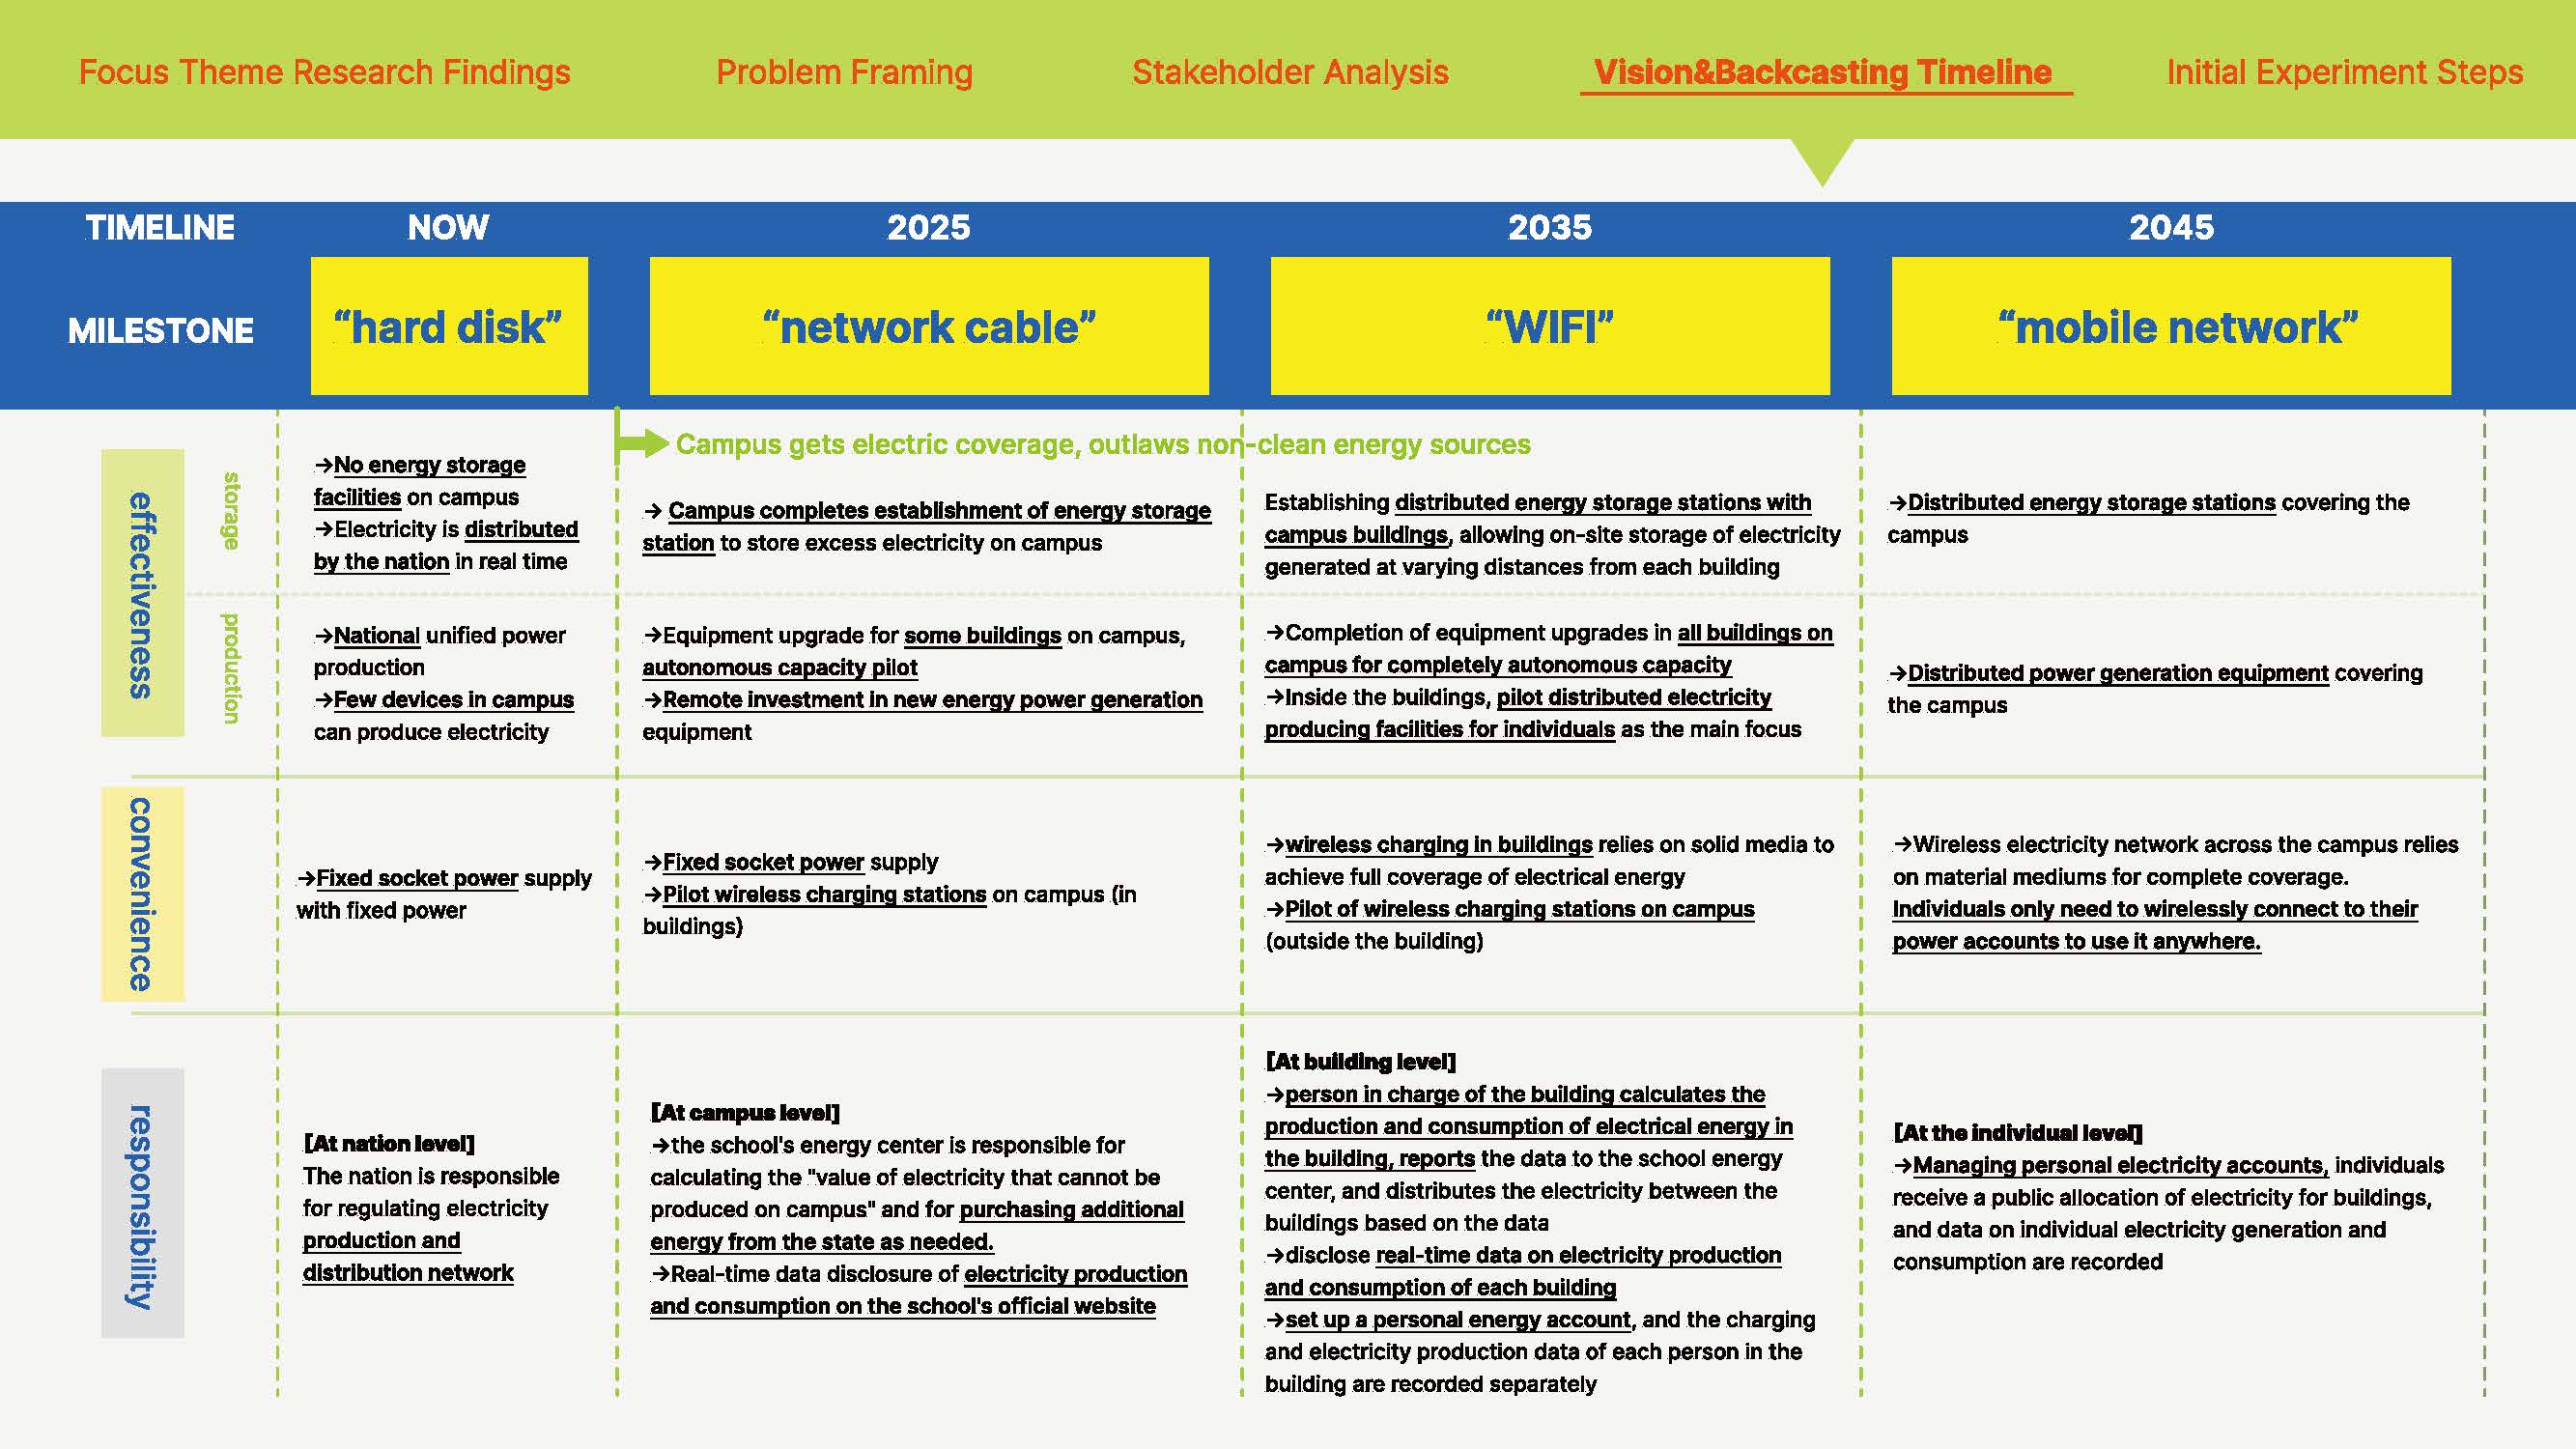 Focus Theme Research Findings
Problem Framing
Stakeholder Analysis
Vision&Backcasting Timeline
Initial Experiment Steps
TIMELINE
NOW
2025
2035
2045
MILESTONE
“hard disk”
“network cable”
“WIFI”
“mobile network”
Campus gets electric coverage, outlaws non-clean energy sources
effectiveness
storage
→No energy storage
facilities on campus
→Electricity is distributed
by the nation in real time
→ Campus completes establishment of energy storage
station to store excess electricity on campus
Establishing distributed energy storage stations with
campus buildings, allowing on-site storage of electricity
generated at varying distances from each building
→Distributed energy storage stations covering the
campus
production
→National unified power
production
→Few devices in campus
can produce electricity
→Equipment upgrade for some buildings on campus,
autonomous capacity pilot
→Remote investment in new energy power generation
equipment
→Completion of equipment upgrades in all buildings on
campus for completely autonomous capacity
→Inside the buildings, pilot distributed electricity
producing facilities for individuals as the main focus
→Distributed power generation equipment covering
the campus
convenience
→Fixed socket power supply
with fixed power
→Fixed socket power supply
→Pilot wireless charging stations on campus (in
buildings)
→wireless charging in buildings relies on solid media to
achieve full coverage of electrical energy
→Pilot of wireless charging stations on campus
(outside the building)
→Wireless electricity network across the campus relies
on material mediums for complete coverage.
Individuals only need to wirelessly connect to their
power accounts to use it anywhere.
responsibility
[At nation level]
The nation is responsible
for regulating electricity
production and
distribution network
[At campus level]
→the school's energy center is responsible for
calculating the "value of electricity that cannot be
produced on campus" and for purchasing additional
energy from the state as needed.
→Real-time data disclosure of electricity production
and consumption on the school's official website
[At building level]
→person in charge of the building calculates the
production and consumption of electrical energy in
the building, reports the data to the school energy
center, and distributes the electricity between the
buildings based on the data
→disclose real-time data on electricity production
and consumption of each building
→set up a personal energy account, and the charging
and electricity production data of each person in the
building are recorded separately
[At the individual level]
→Managing personal electricity accounts, individuals
receive a public allocation of electricity for buildings,
and data on individual electricity generation and
consumption are recorded